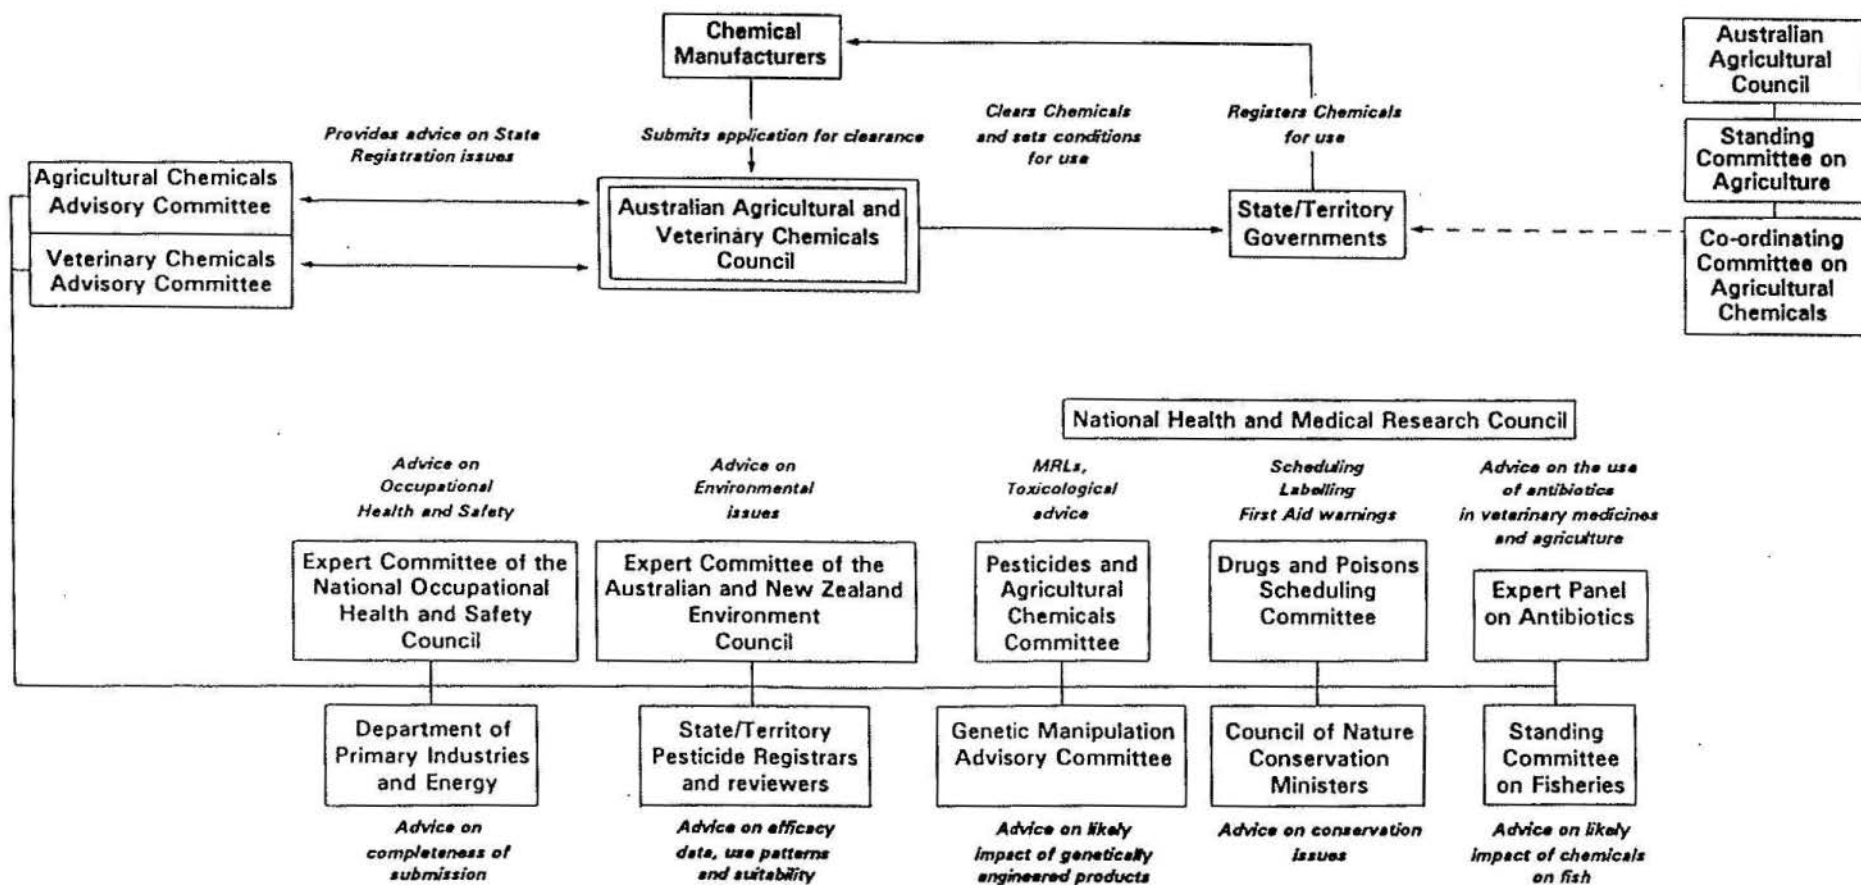 Chemical
Manufacturers
Australian
Agricultural
Council
Provides advice on State
Registration issues
Submits application for clearance
Clears Chemicals
and sets conditions
for use
Registers Chemicals
for use
Standing
Committee on
Agriculture
Agricultural Chemicals
Advisory Committee
Veterinary Chemicals
Advisory Committee
Australian Agricultural and
Veterinary Chemicals
Council
State/Territory
Governments
Co-ordinating
Committee on
Agricultural
Chemicals
National Health and Medical Research Council
Advice on
Occupational
Health and Safety
Advice on
Environmental
issues
MRLs,
Toxicological
advice
Scheduling
Labelling
First Aid warnings
Advice on the use
of antibiotics
in veterinary medicines
and agriculture
Expert Committee of the
National Occupational
Health and Safety
Council
Expert Committee of the
Australian and New Zealand
Environment
Council
Pesticides and
Agricultural
Chemicals
Committee
Drugs and Poisons
Scheduling
Committee
Expert Panel
on Antibiotics
Department of
Primary Industries
and Energy
State/Territory
Pesticide Registrars
and reviewers
Genetic Manipulation
Advisory Committee
Council of Nature
Conservation
Ministers
Standing
Committee
on Fisheries
Advice on
completeness of
submission
Advice on efficacy
data, use patterns
and suitability
Advice on likely
impact of genetically
engineered products
Advice on conservation
issues
Advice on likely
impact of chemicals
on fish